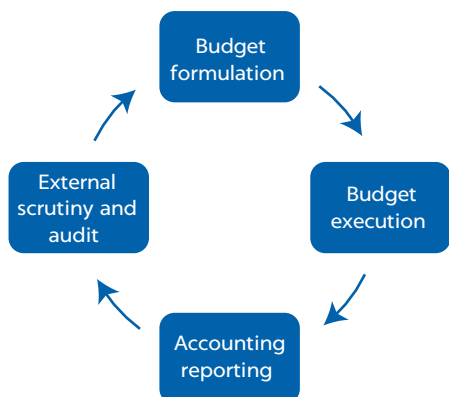 Budget
formulation
Budget
execution
Accounting
reporting
External
scrutiny and
audit